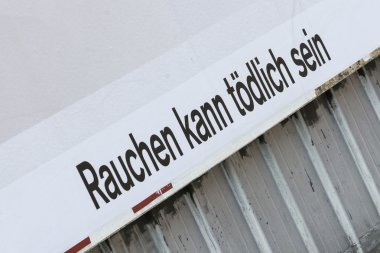 Rauchen kann tödlich sein